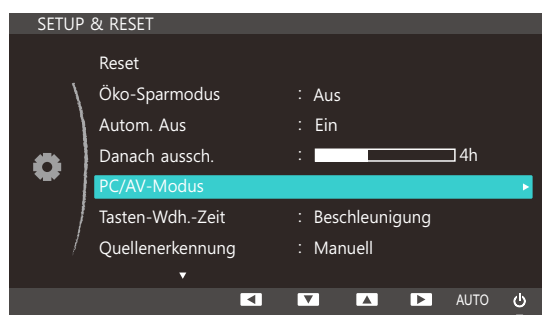 SETUP & RESET
Reset
Öko-Sparmodus : Aus
Autom. Aus : Ein
Danach aussch. : 4h
PC/AV-Modus
Tasten-Wdh.-Zeit : Beschleunigung
Quellenerkennung : Manuell
AUTO